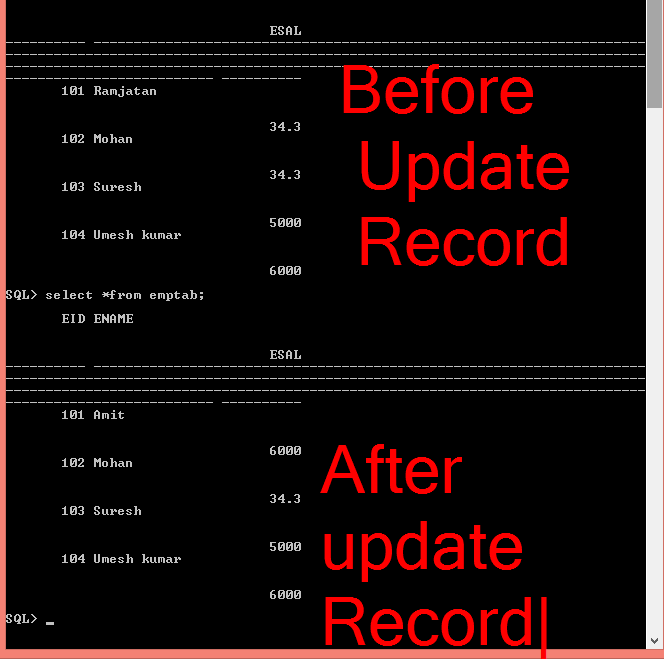 ESAL
---------- --------------------------------------------------------------------- 
--------------------------------------------------------------------------------
--------------------------------------------------------------------------------
-------------------------- ----------
101 Ramjatan
Before
34.3
102 Mohan
Update
34.3
103 Suresh
5000
104 Umesh kumar
Record
6000
SQL> select *from emptab;
EID ENAME
ESAL
---------- ---------------------------------------------------------------------
--------------------------------------------------------------------------------
--------------------------------------------------------------------------------
-------------------------- ----------
101 Amit
6000
102 Mohan
After
34.3
103 Suresh
5000
update
104 Umesh kumar
6000
SQL> _
Record|